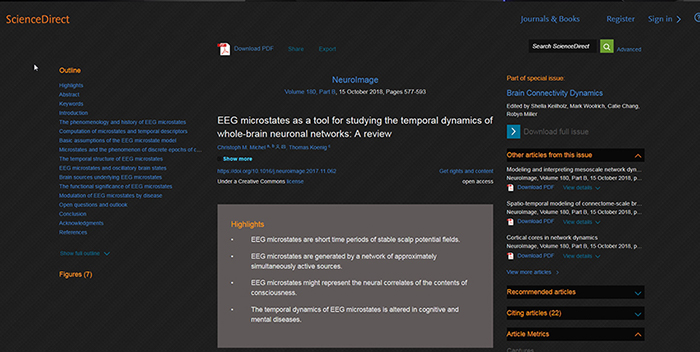 ScienceDirect
Journals & Books
Register
Sign in
Download PDF
Share
Export
Search ScienceDirect
Advanced
Outline
Highlights
Abstract
Keywords
Introduction
The phenomenology and history of EEG microstates
Computation of microstates and temporal descriptors
Basic assumptions of the EEG microstate model
Microstates and the phenomenon of discrete epochs of c...
The temporal structure of EEG microstates
EEG microstates and oscillatory brain states
Brain sources underlying EEG microstates
The functional significance of EEG microstates
Modulation of EEG microstates by disease
Open questions and outlook
Conclusion
Acknowledgments
References
Show full outline
Figures (7)
NeuroImage
Volume 180, Part B, 15 October 2018, Pages 577-593
EEG microstates as a tool for studying the temporal dynamics of
whole-brain neuronal networks: A review
Christoph M. Michel, Thomas Koenig
Show more
https://doi.org/10.1016/j.neuroimage.2017.11.062
Get rights and content
Under a Creative Commons license
open access
Highlights
• EEG microstates are short time periods of stable scalp potential fields.
• EEG microstates are generated by a network of approximately
simultaneously active sources.
• EEG microstates might represent the neural correlates of the contents of
consciousness.
• The temporal dynamics of EEG microstates is altered in cognitive and
mental diseases.
Part of special issue:
Brain Connectivity Dynamics
Edited by Shella Keilholz, Mark Woolrich, Catie Chang,
Robyn Miller
Download full issue
Other articles from this issue
Modeling and interpreting mesoscale network dyn...
NeuroImage, Volume 180, Part B, 15 October 2018, p...
Download PDF
View details
Spatio-temporal modeling of connectome-scale br...
NeuroImage, Volume 180, Part B, 15 October 2018, p...
Download PDF
View details
Cortical cores in network dynamics
NeuroImage, Volume 180, Part B, 15 October 2018, p...
Download PDF
View details
View more articles
Recommended articles
Citing articles (22)
Article Metrics
Captures